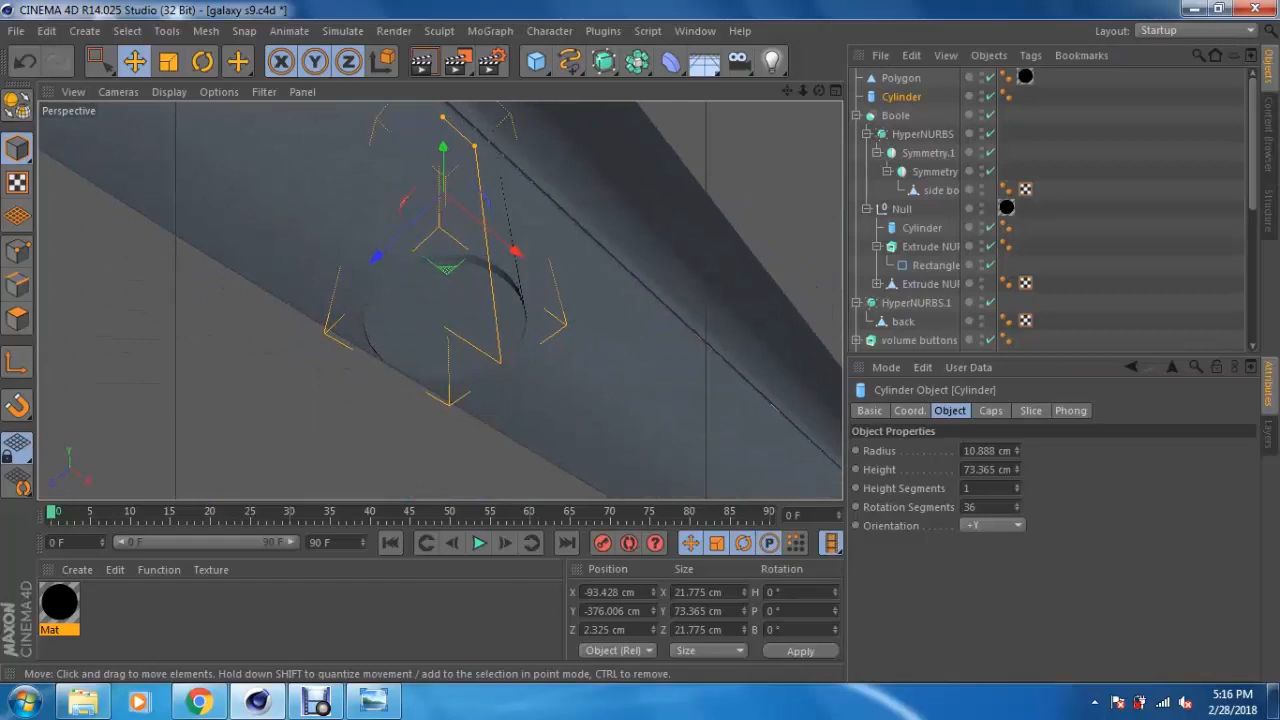 CINEMA 4D R14.025 Studio (32 Bit) - [galaxy s9.c4d *]
File Edit Create Select Tools Mesh Snap Animate Simulate Render Sculpt MoGraph Character Plugins Script Window Help Layout: Startup
File Edit View Objects Tags Bookmarks
View Cameras Display Options Filter Panel
Perspective
Polygon
Cylinder
Boole
HyperNURBS
Symmetry.1
Symmetry
side bo
Null
Cylinder
Extrude NUR
Rectangle
Extrude NUR
HyperNURBS.1
back
volume buttons
Objects
Content Browser
Structure
Attributes
Layers
Mode Edit User Data
Cylinder Object [Cylinder]
Basic Coord. Object Caps Slice Phong
Object Properties
Radius 10.888 cm
Height 73.365 cm
Height Segments 1
Rotation Segments 36
Orientation +Y
0 5 10 15 20 25 30 35 40 45 50 55 60 65 70 75 80 85 90 0 F
0 F 0 F 90 F 90 F
Create Edit Function Texture
Mat
Position Size Rotation
X -93.428 cm X 21.775 cm H 0 °
Y -376.006 cm Y 73.365 cm P 0 °
Z 2.325 cm Z 21.775 cm B 0 °
Object (Rel) Size Apply
MAXON CINEMA 4D
Move: Click and drag to move elements. Hold down SHIFT to quantize movement / add to the selection in point mode, CTRL to remove.
5:16 PM
2/28/2018